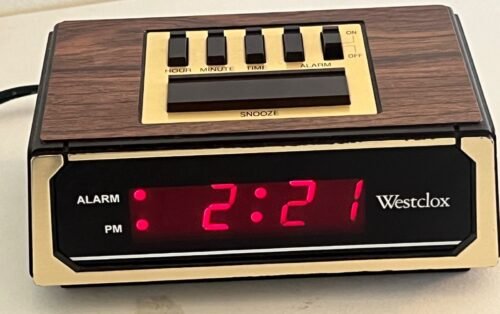 ON
OFF
HOUR MINUTE TIME ALARM
SNOOZE
ALARM
PM
2:21
Westclox